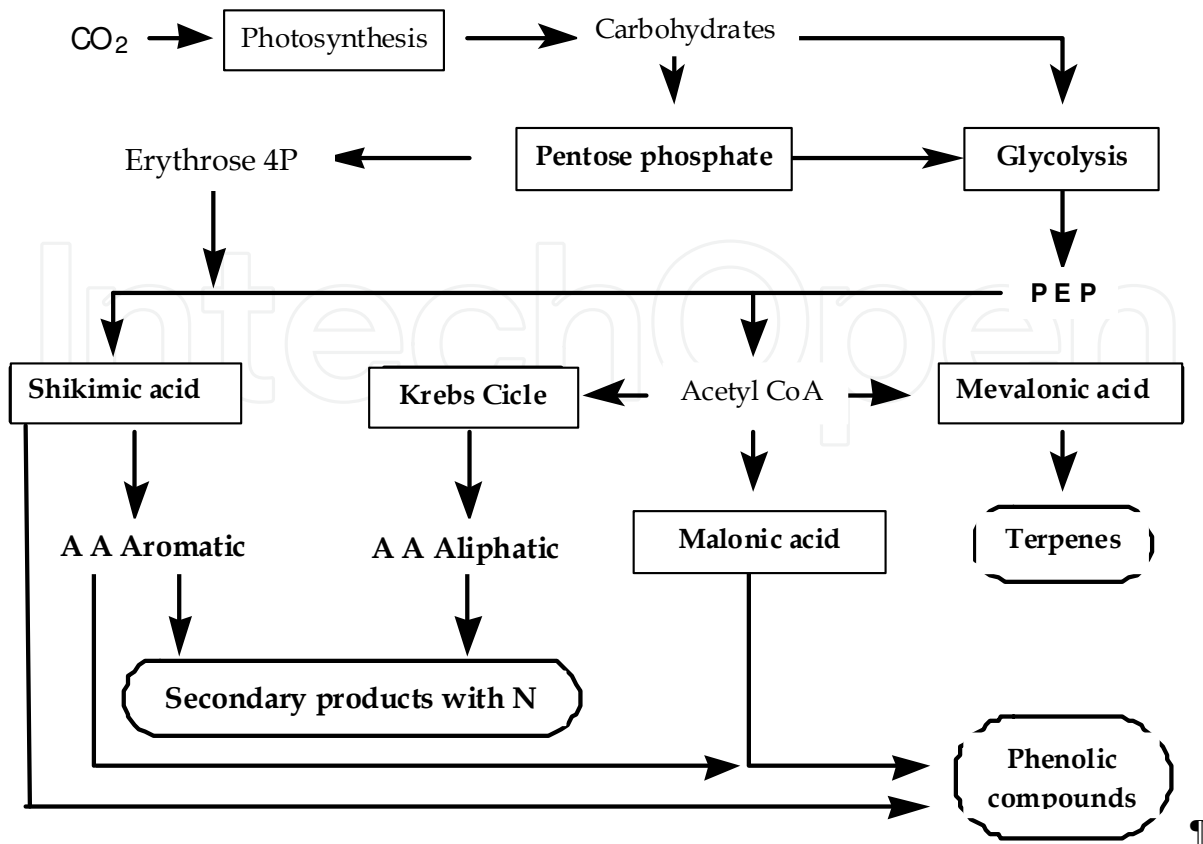 CO2
Photosynthesis
Carbohydrates
Erythrose 4P
Pentose phosphate
Glycolysis
P E P
IntechOpen
Shikimic acid
Krebs Cicle
Acetyl CoA
Mevalonic acid
A A Aromatic
A A Aliphatic
Malonic acid
Terpenes
Secondary products with N
Phenolic
compounds
¶